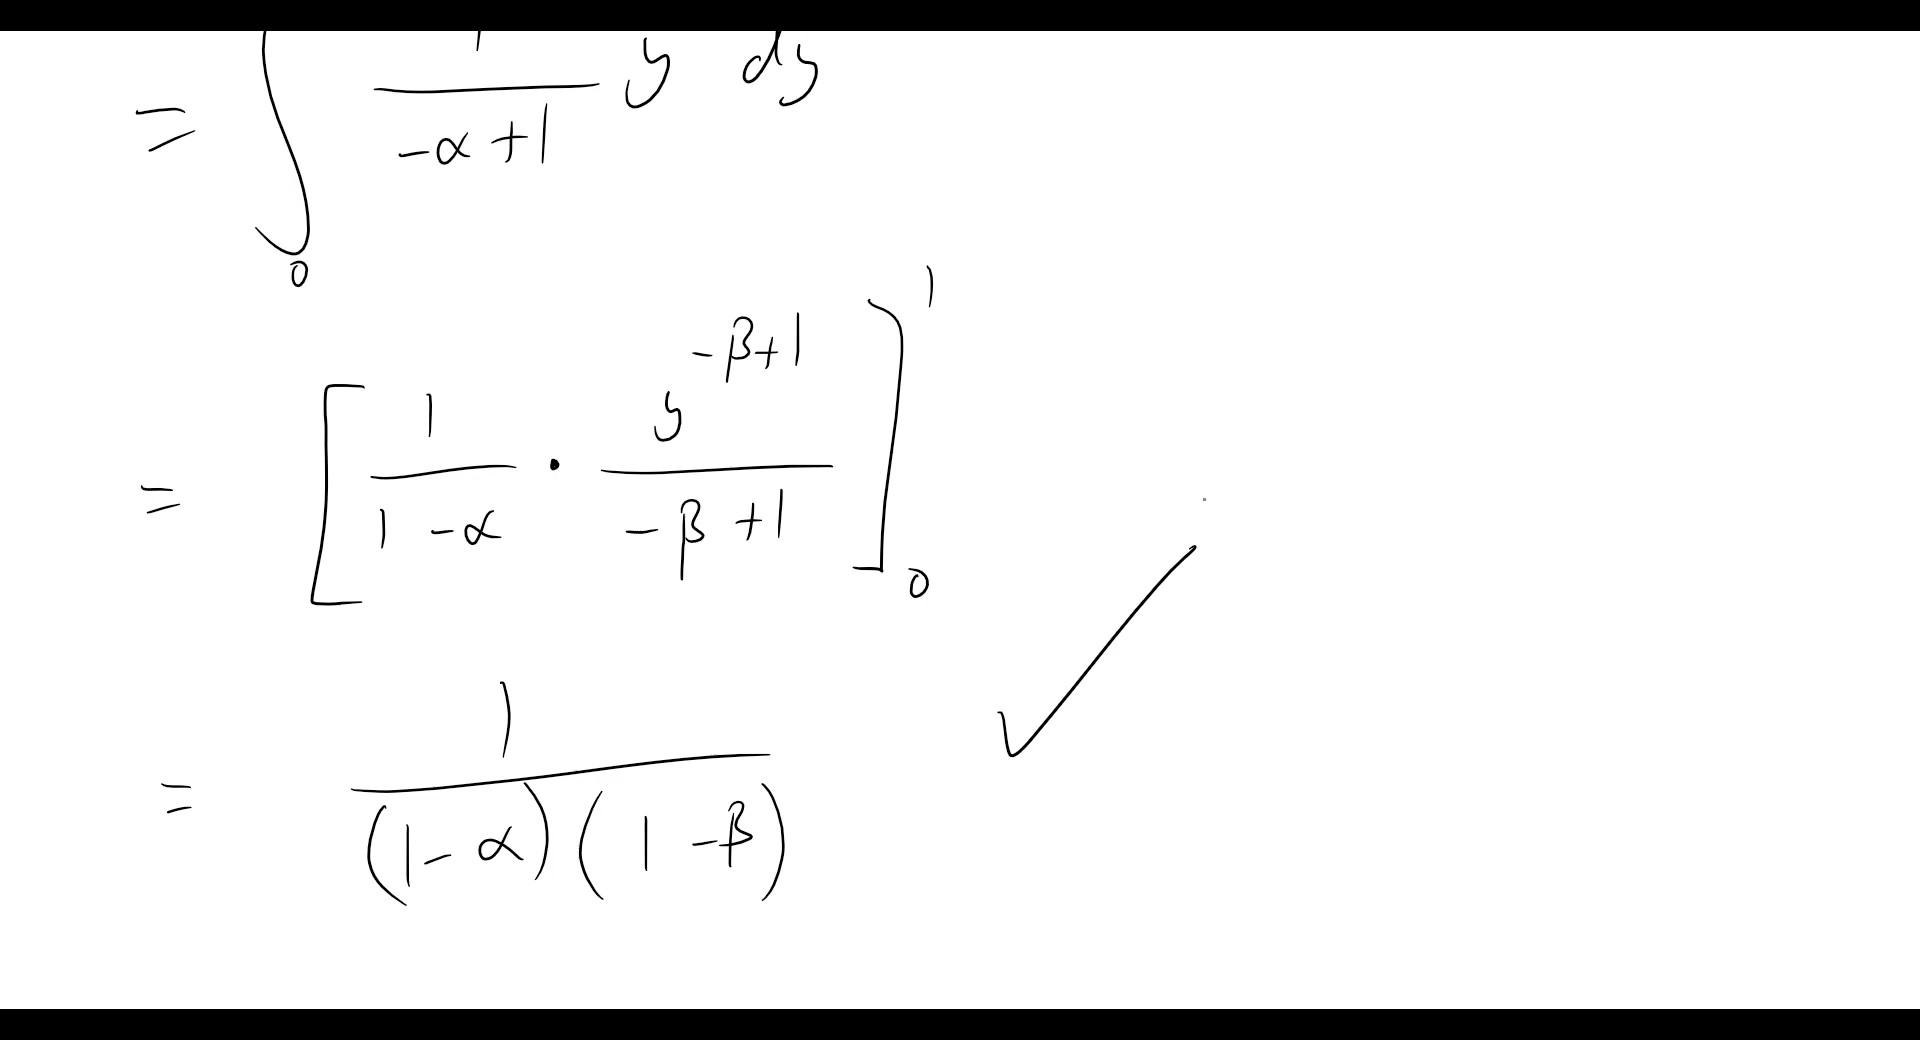 = ∫₀ 1/(-α+1) y dy
= [ 1/(1-α) · y^(-β+1)/(-β+1) ]₀¹
= 1/((1-α)(1-β)) ✓